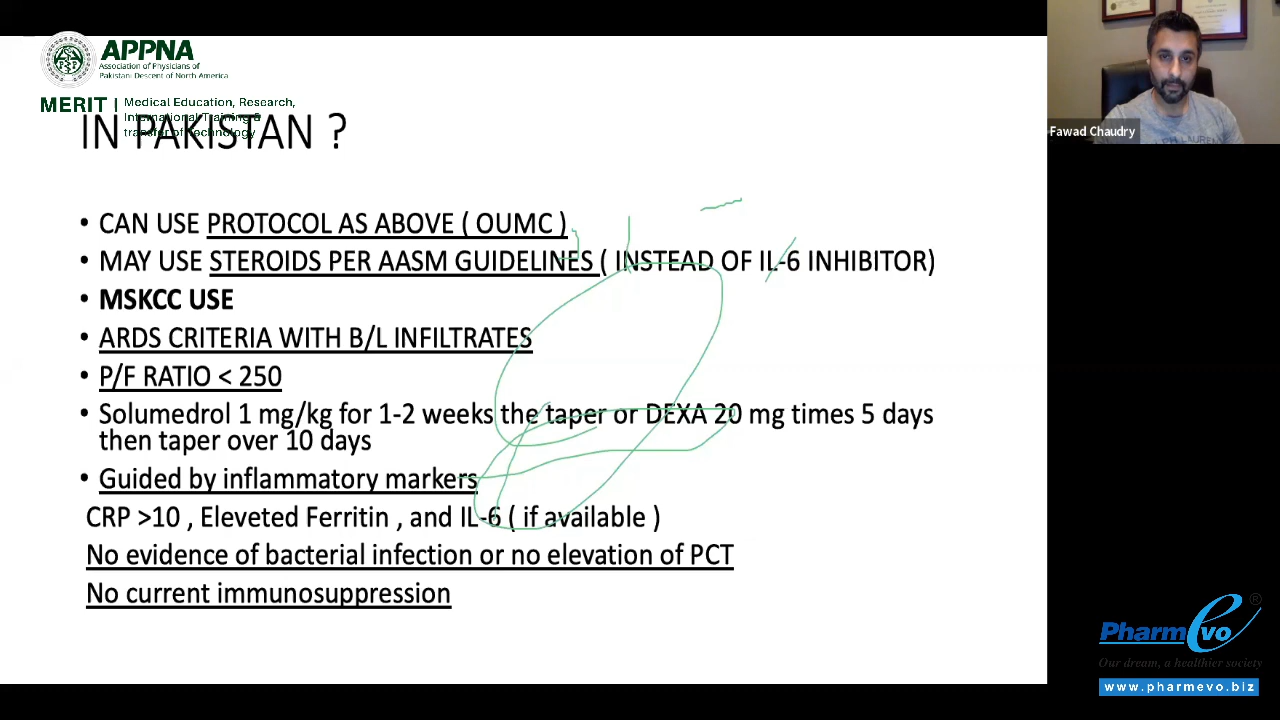 APPNA
Association of Physicians of
Pakistani Descent of North America
MERIT | Medical Education, Research,
International Training &
transfer of Technology
IN PAKISTAN ?
• CAN USE PROTOCOL AS ABOVE ( OUMC )
• MAY USE STEROIDS PER AASM GUIDELINES ( INSTEAD OF IL-6 INHIBITOR)
• MSKCC USE
• ARDS CRITERIA WITH B/L INFILTRATES
• P/F RATIO < 250
• Solumedrol 1 mg/kg for 1-2 weeks the taper or DEXA 20 mg times 5 days
then taper over 10 days
• Guided by inflammatory markers
CRP >10 , Eleveted Ferritin , and IL-6 ( if available )
No evidence of bacterial infection or no elevation of PCT
No current immunosuppression
Fawad Chaudry
PharmEvo ®
Our dream, a healthier society
www.pharmevo.biz